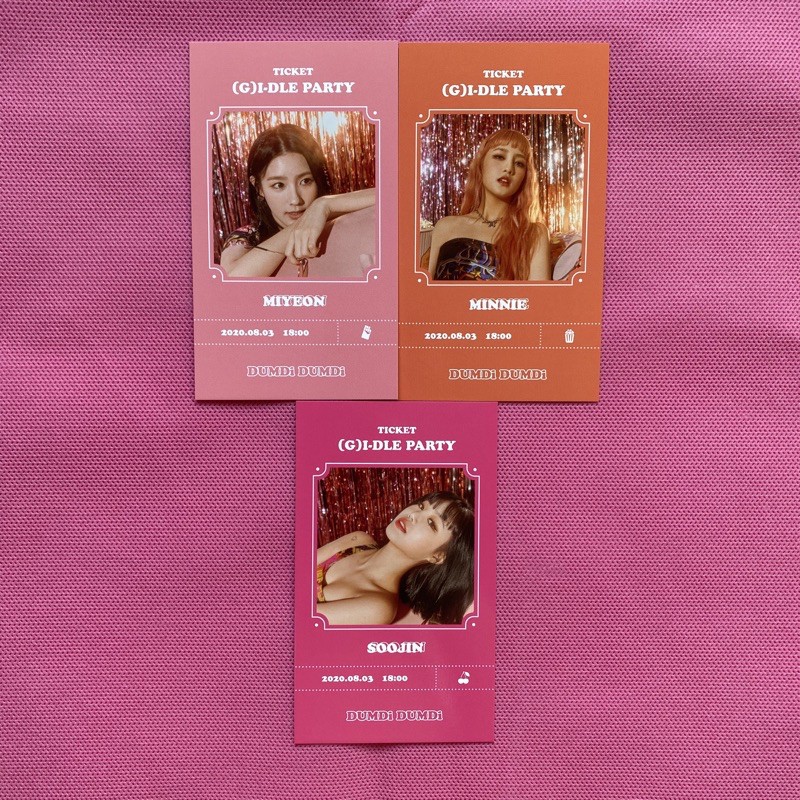 TICKET
(G)I-DLE PARTY
MIYEON
2020.08.03 18:00
DUMDi DUMDi
TICKET
(G)I-DLE PARTY
MINNIE
2020.08.03 18:00
DUMDi DUMDi
TICKET
(G)I-DLE PARTY
SOOJIN
2020.08.03 18:00
DUMDi DUMDi